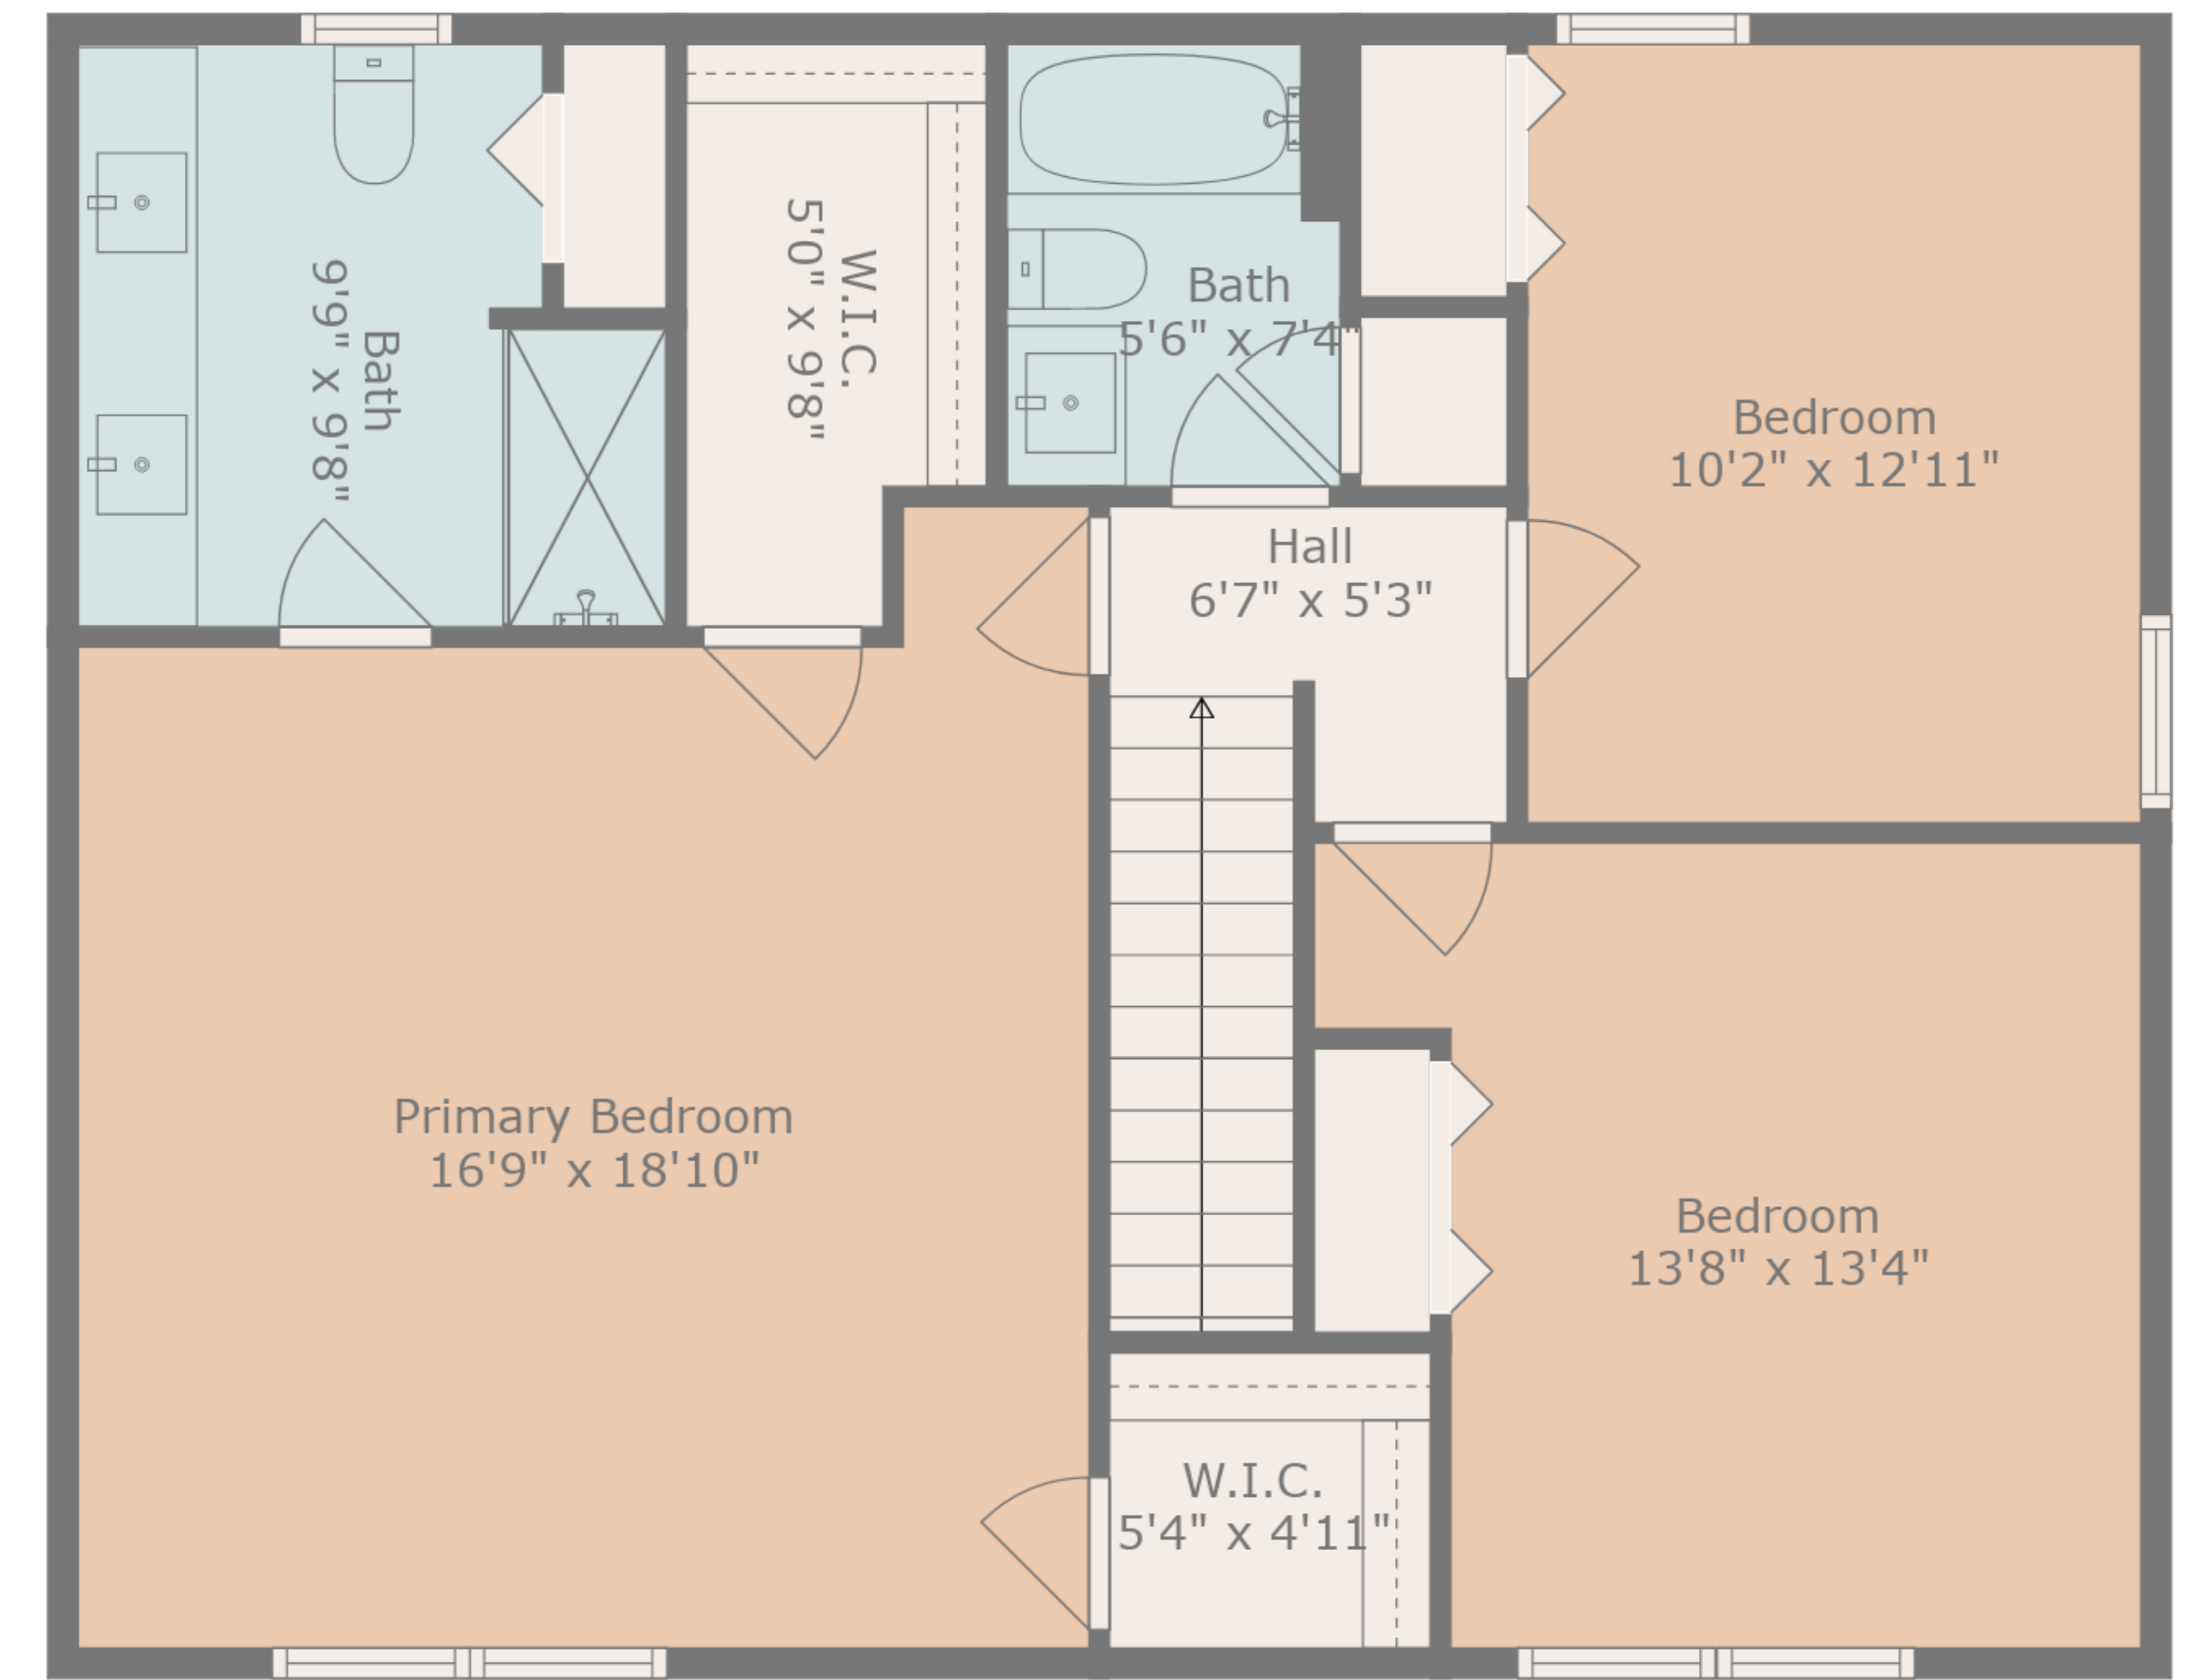 Bath
9'9" x 9'8"
W.I.C.
5'0" x 9'8"
Bath
5'6" x 7'4"
Bedroom
10'2" x 12'11"
Hall
6'7" x 5'3"
Primary Bedroom
16'9" x 18'10"
Bedroom
13'8" x 13'4"
W.I.C.
5'4" x 4'11"